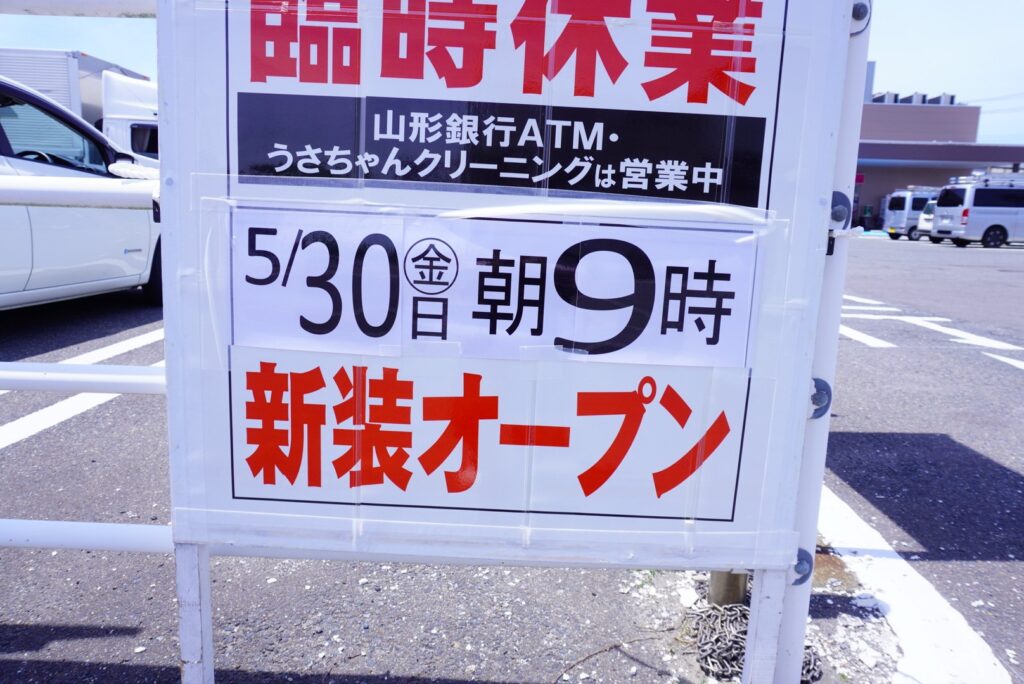 臨時休業
山形銀行ATM・
うさちゃんクリーニングは営業中
5/30㊎日 朝9時
新装オープン